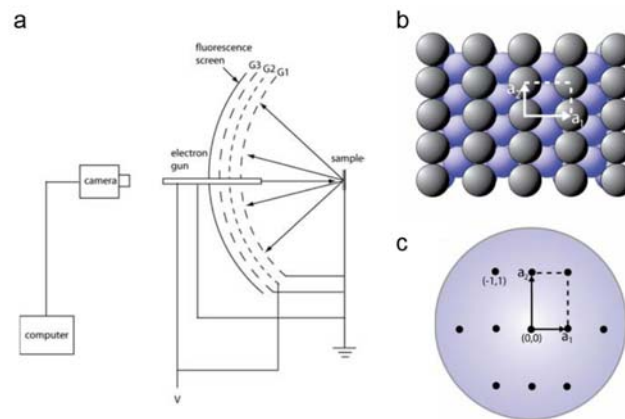 a
fluorescence
screen
G3 G2 G1
electron
gun
sample
camera
computer
V
b
a2
a1
c
(-1,1)
a2
(0,0)
a1